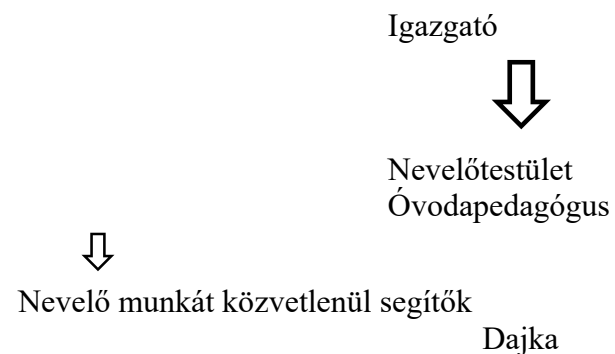 Igazgató
Nevelőtestület
Óvodapedagógus
Nevelő munkát közvetlenül segítők
Dajka